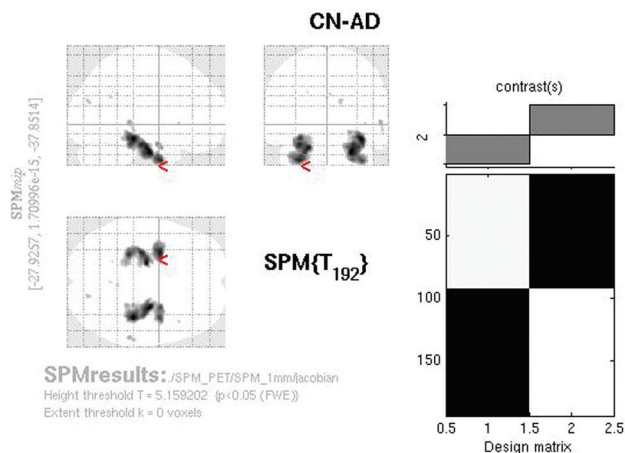 CN-AD
SPMmip
[-27.9257, 1.70996e-15, -37.8514]
<
<
<
SPM{T192}
SPMresults: ./SPM_PET/SPM_1mm/jacobian
Height threshold T = 5.159202 {p<0.05 (FWE)}
Extent threshold k = 0 voxels
contrast(s)
2
50
100
150
0.5 1 1.5 2 2.5
Design matrix